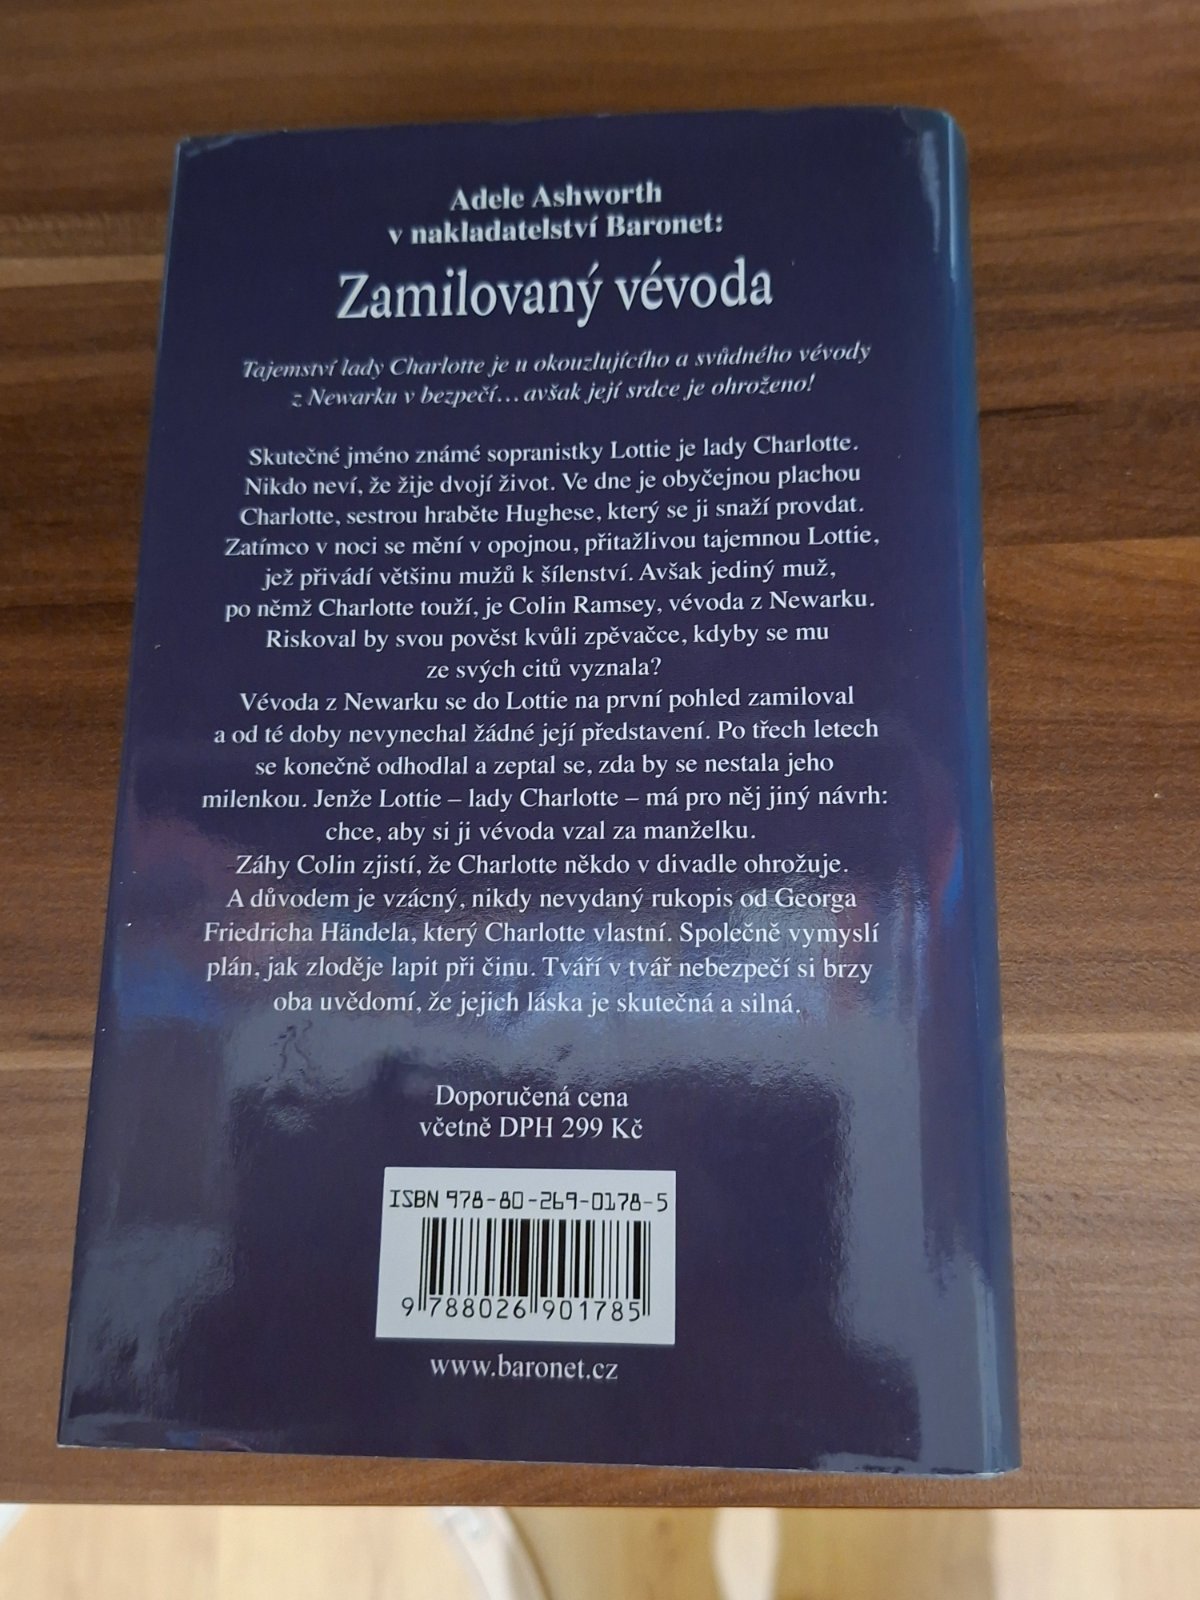 Adele Ashworth
v nakladatelství Baronet:
Zamilovaný vévoda
Tajemství lady Charlotte je u okouzlujícího a svůdného vévody
z Newarku v bezpečí... avšak její srdce je ohroženo!
Skutečné jméno známé sopranistky Lottie je lady Charlotte.
Nikdo neví, že žije dvojí život. Ve dne je obyčejnou plachou
Charlotte, sestrou hraběte Hughese, který se ji snaží provdat.
Zatímco v noci se mění v opojnou, přitažlivou tajemnou Lottie,
jež přivádí většinu mužů k šílenství. Avšak jediný muž,
po němž Charlotte touží, je Colin Ramsey, vévoda z Newarku.
Riskoval by svou pověst kvůli zpěvačce, kdyby se mu
ze svých citů vyznala?
Vévoda z Newarku se do Lottie na první pohled zamiloval
a od té doby nevynechal žádné její představení. Po třech letech
se konečně odhodlal a zeptal se, zda by se nestala jeho
milenkou. Jenže Lottie – lady Charlotte – má pro něj jiný návrh:
chce, aby si ji vévoda vzal za manželku.
Záhy Colin zjistí, že Charlotte někdo v divadle ohrožuje.
A důvodem je vzácný, nikdy nevydaný rukopis od Georga
Friedricha Händela, který Charlotte vlastní. Společně vymyslí
plán, jak zloděje lapit při činu. Tváří v tvář nebezpečí si brzy
oba uvědomí, že jejich láska je skutečná a silná.
Doporučená cena
včetně DPH 299 Kč
ISBN 978-80-269-0178-5
9 788026 901785
www.baronet.cz